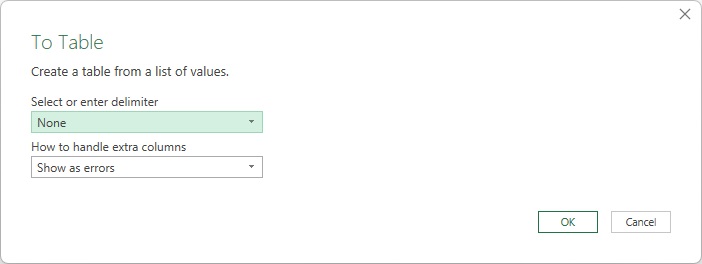 To Table
Create a table from a list of values.
Select or enter delimiter
None
How to handle extra columns
Show as errors
OK
Cancel